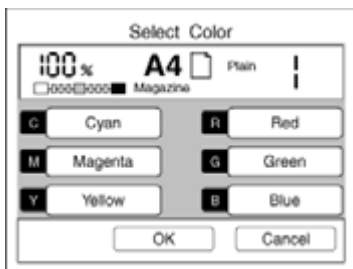 Select Color
100% A4 Plain 1
Magazine
C Cyan R Red
M Magenta G Green
Y Yellow B Blue
OK Cancel